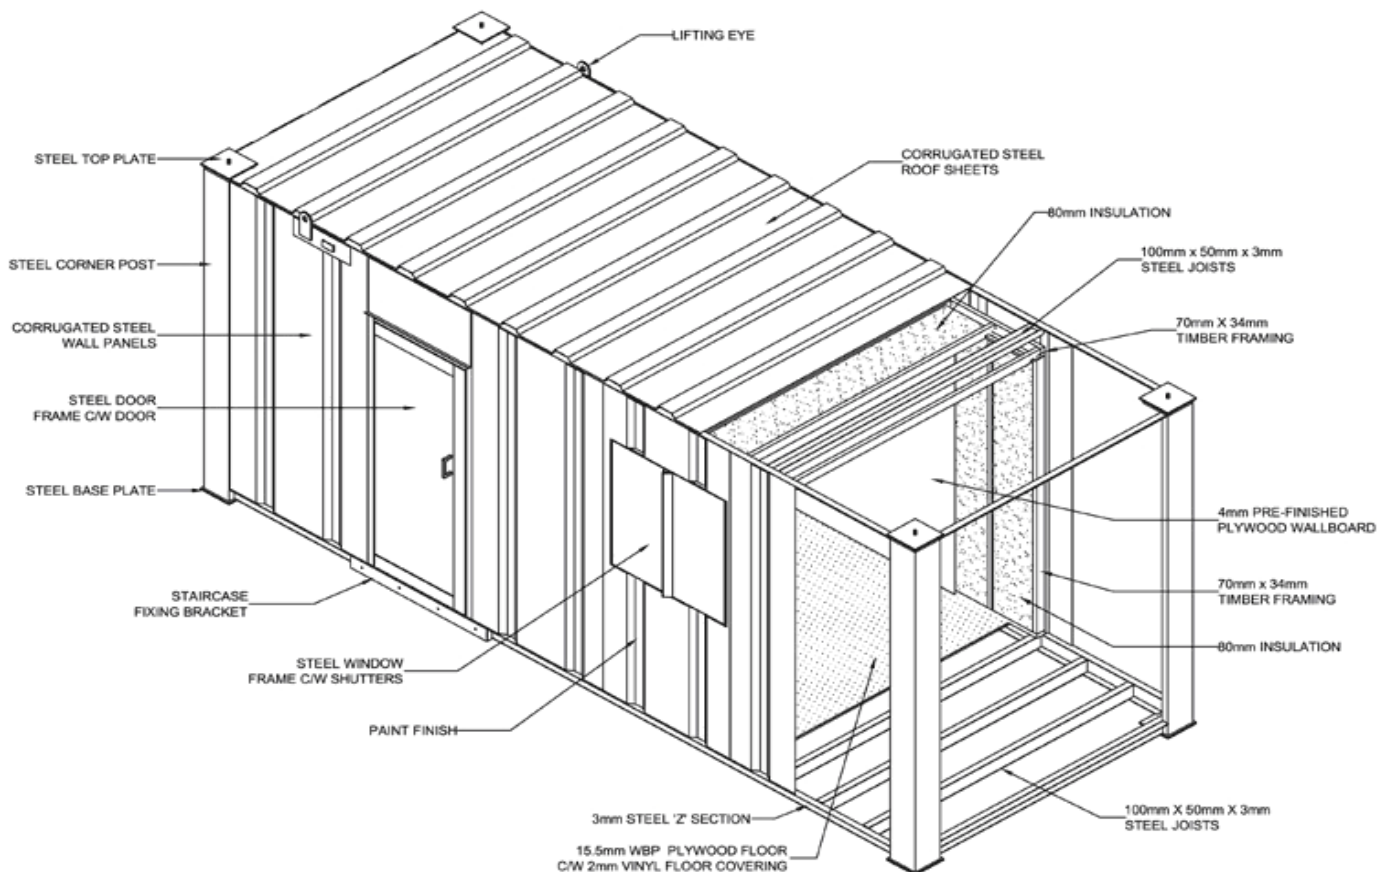 LIFTING EYE
STEEL TOP PLATE
CORRUGATED STEEL
ROOF SHEETS
80mm INSULATION
100mm x 50mm x 3mm
STEEL JOISTS
STEEL CORNER POST
CORRUGATED STEEL
WALL PANELS
70mm X 34mm
TIMBER FRAMING
STEEL DOOR
FRAME C/W DOOR
STEEL BASE PLATE
4mm PRE-FINISHED
PLYWOOD WALLBOARD
70mm x 34mm
TIMBER FRAMING
STAIRCASE
FIXING BRACKET
80mm INSULATION
STEEL WINDOW
FRAME C/W SHUTTERS
PAINT FINISH
3mm STEEL 'Z' SECTION
100mm X 50mm X 3mm
STEEL JOISTS
15.5mm WBP PLYWOOD FLOOR
C/W 2mm VINYL FLOOR COVERING